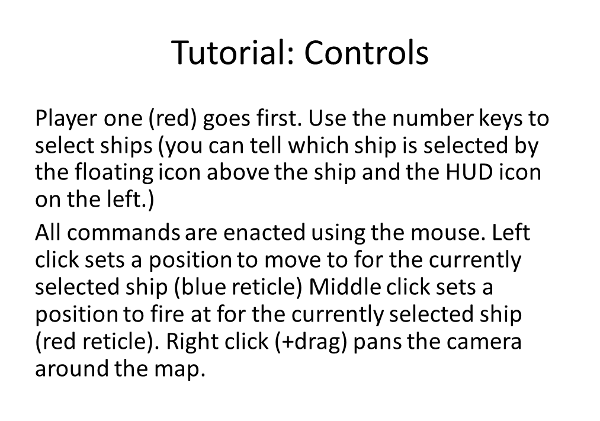 Tutorial: Controls
Player one (red) goes first. Use the number keys to
select ships (you can tell which ship is selected by
the floating icon above the ship and the HUD icon
on the left.)
All commands are enacted using the mouse. Left
click sets a position to move to for the currently
selected ship (blue reticle) Middle click sets a
position to fire at for the currently selected ship
(red reticle). Right click (+drag) pans the camera
around the map.